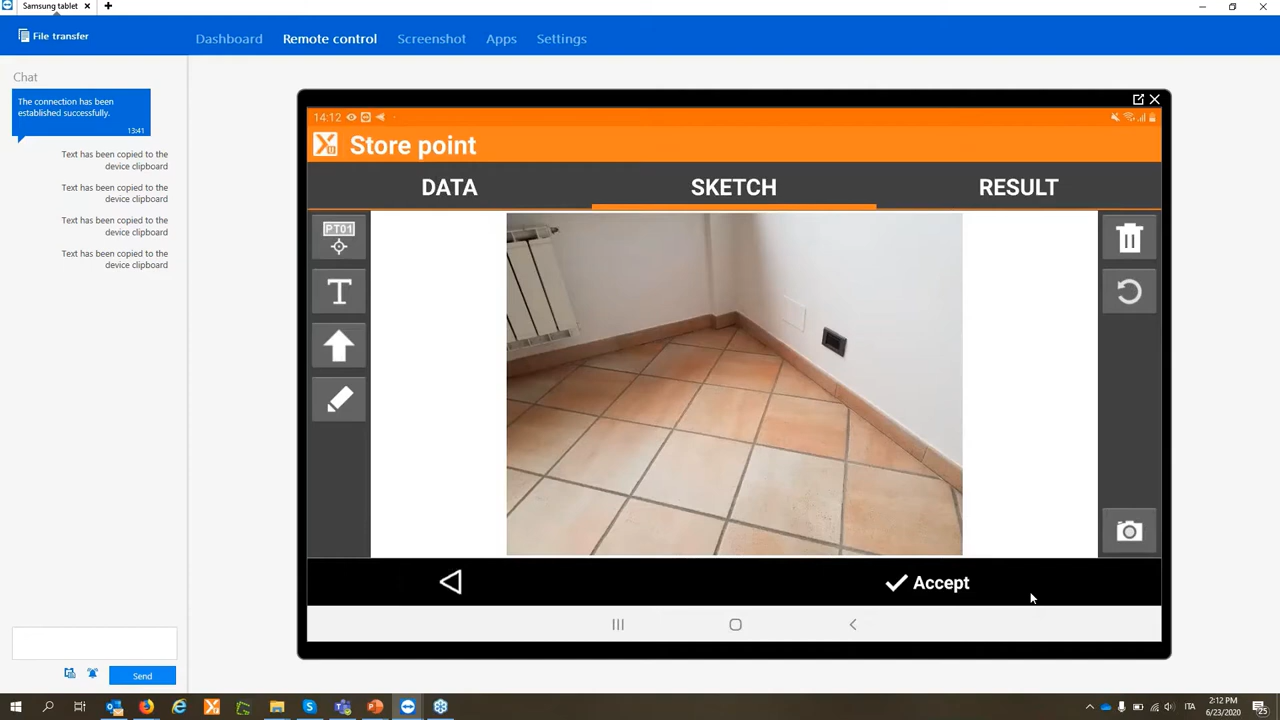 Samsung tablet
File transfer
Dashboard
Remote control
Screenshot
Apps
Settings
Chat
The connection has been
established successfully.
13:41
Text has been copied to the
device clipboard
Text has been copied to the
device clipboard
Text has been copied to the
device clipboard
Text has been copied to the
device clipboard
Send
14:12
Store point
DATA
SKETCH
RESULT
PT01
T
Accept
ITA
2:12 PM
6/23/2020